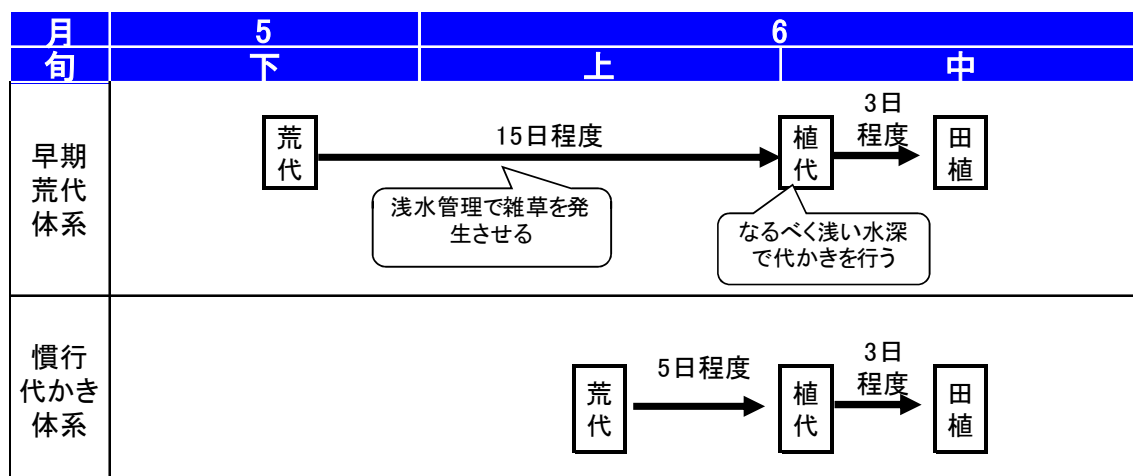 月 5 6
旬 下 上 中
早期
荒代
体系
荒
代
15日程度
浅水管理で雑草を発
生させる
植
代
なるべく浅い水深
で代かきを行う
3日
程度
田
植
慣行
代かき
体系
荒
代
5日程度
植
代
3日
程度
田
植